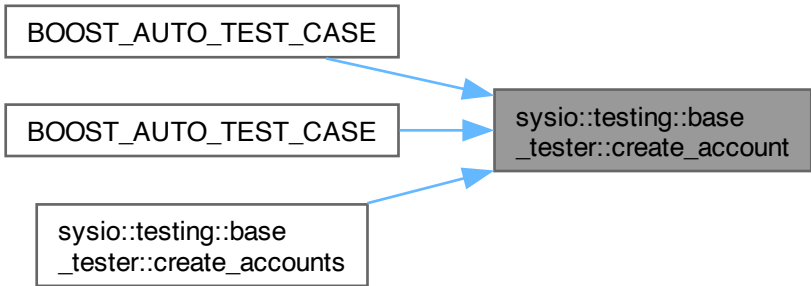 BOOST_AUTO_TEST_CASE
BOOST_AUTO_TEST_CASE
sysio::testing::base
_tester::create_accounts
sysio::testing::base
_tester::create_account